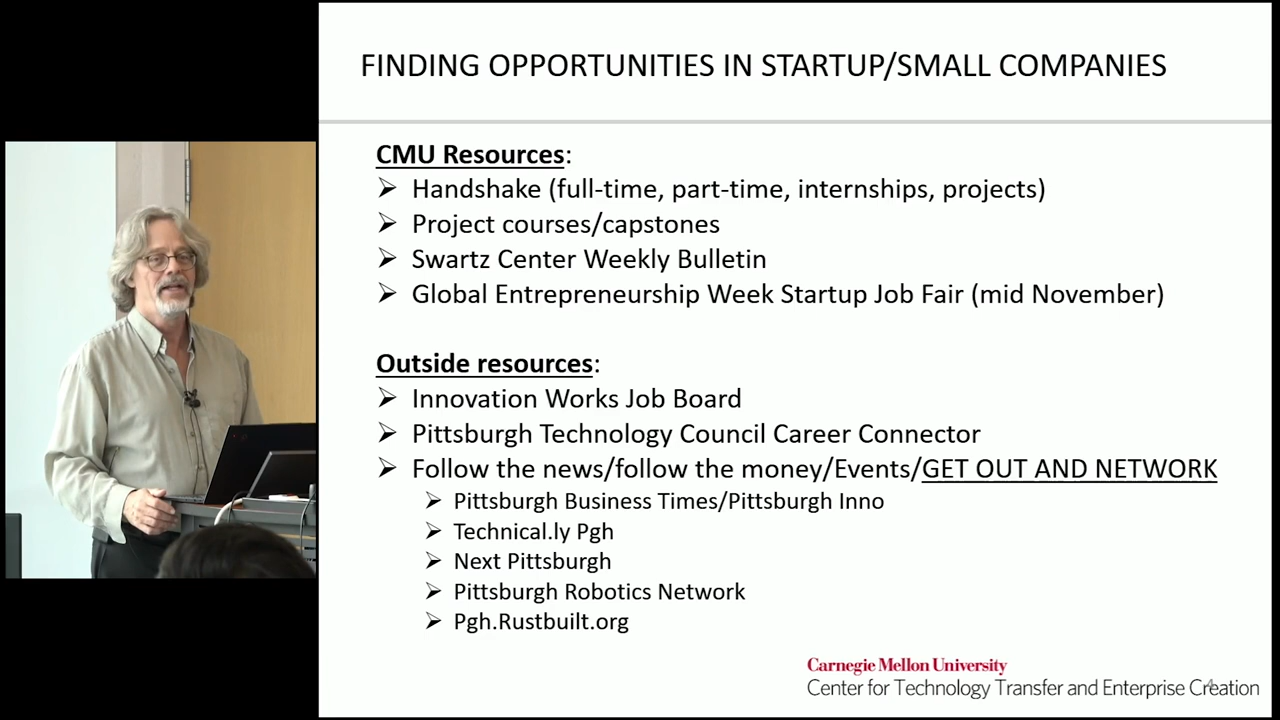 FINDING OPPORTUNITIES IN STARTUP/SMALL COMPANIES
CMU Resources:
➢ Handshake (full-time, part-time, internships, projects)
➢ Project courses/capstones
➢ Swartz Center Weekly Bulletin
➢ Global Entrepreneurship Week Startup Job Fair (mid November)
Outside resources:
➢ Innovation Works Job Board
➢ Pittsburgh Technology Council Career Connector
➢ Follow the news/follow the money/Events/GET OUT AND NETWORK
➢ Pittsburgh Business Times/Pittsburgh Inno
➢ Technical.ly Pgh
➢ Next Pittsburgh
➢ Pittsburgh Robotics Network
➢ Pgh.Rustbuilt.org
Carnegie Mellon University
Center for Technology Transfer and Enterprise Creation
4